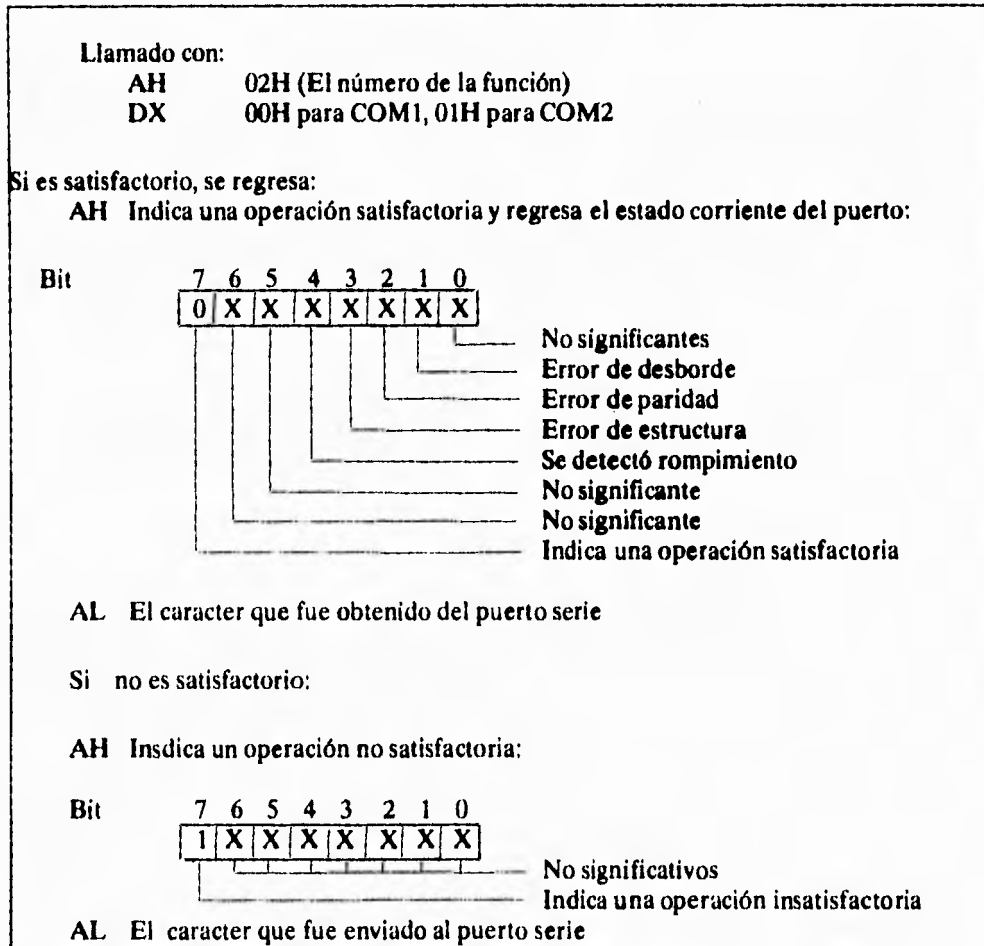 Llamado con:
AH 02H (El número de la función)
DX 00H para COM1, 01H para COM2
Si es satisfactorio, se regresa:
AH Indica una operación satisfactoria y regresa el estado corriente del puerto:
Bit 7 6 5 4 3 2 1 0
0 X X X X X X X
No significantes
Error de desborde
Error de paridad
Error de estructura
Se detectó rompimiento
No significante
No significante
Indica una operación satisfactoria
AL El caracter que fue obtenido del puerto serie
Si no es satisfactorio:
AH Insdica un operación no satisfactoria:
Bit 7 6 5 4 3 2 1 0
1 X X X X X X X
No significativos
Indica una operación insatisfactoria
AL El caracter que fue enviado al puerto serie